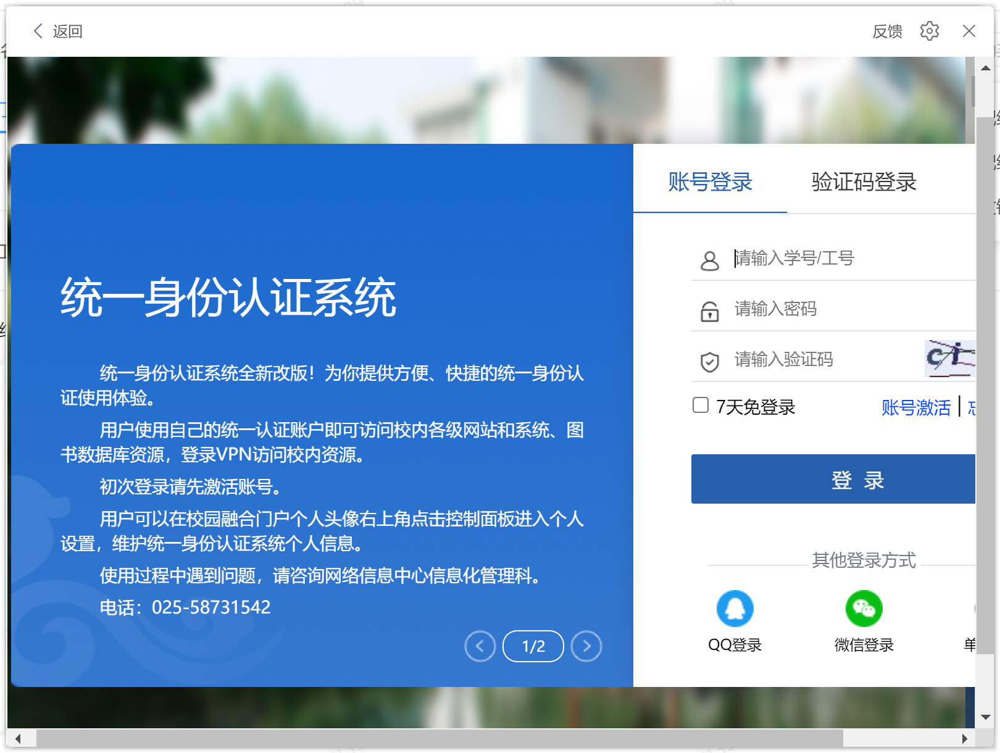 返回
反馈
账号登录
验证码登录
请输入学号/工号
请输入密码
请输入验证码
7天免登录
账号激活 |
登 录
其他登录方式
QQ登录
微信登录
统一身份认证系统
统一身份认证系统全新改版！为你提供方便、快捷的统一身份认
证使用体验。
用户使用自己的统一认证账户即可访问校内各级网站和系统、图
书数据库资源，登录VPN访问校内资源。
初次登录请先激活账号。
用户可以在校园融合门户个人头像右上角点击控制面板进入个人
设置，维护统一身份认证系统个人信息。
使用过程中遇到问题，请咨询网络信息中心信息化管理科。
电话：025-58731542
1/2